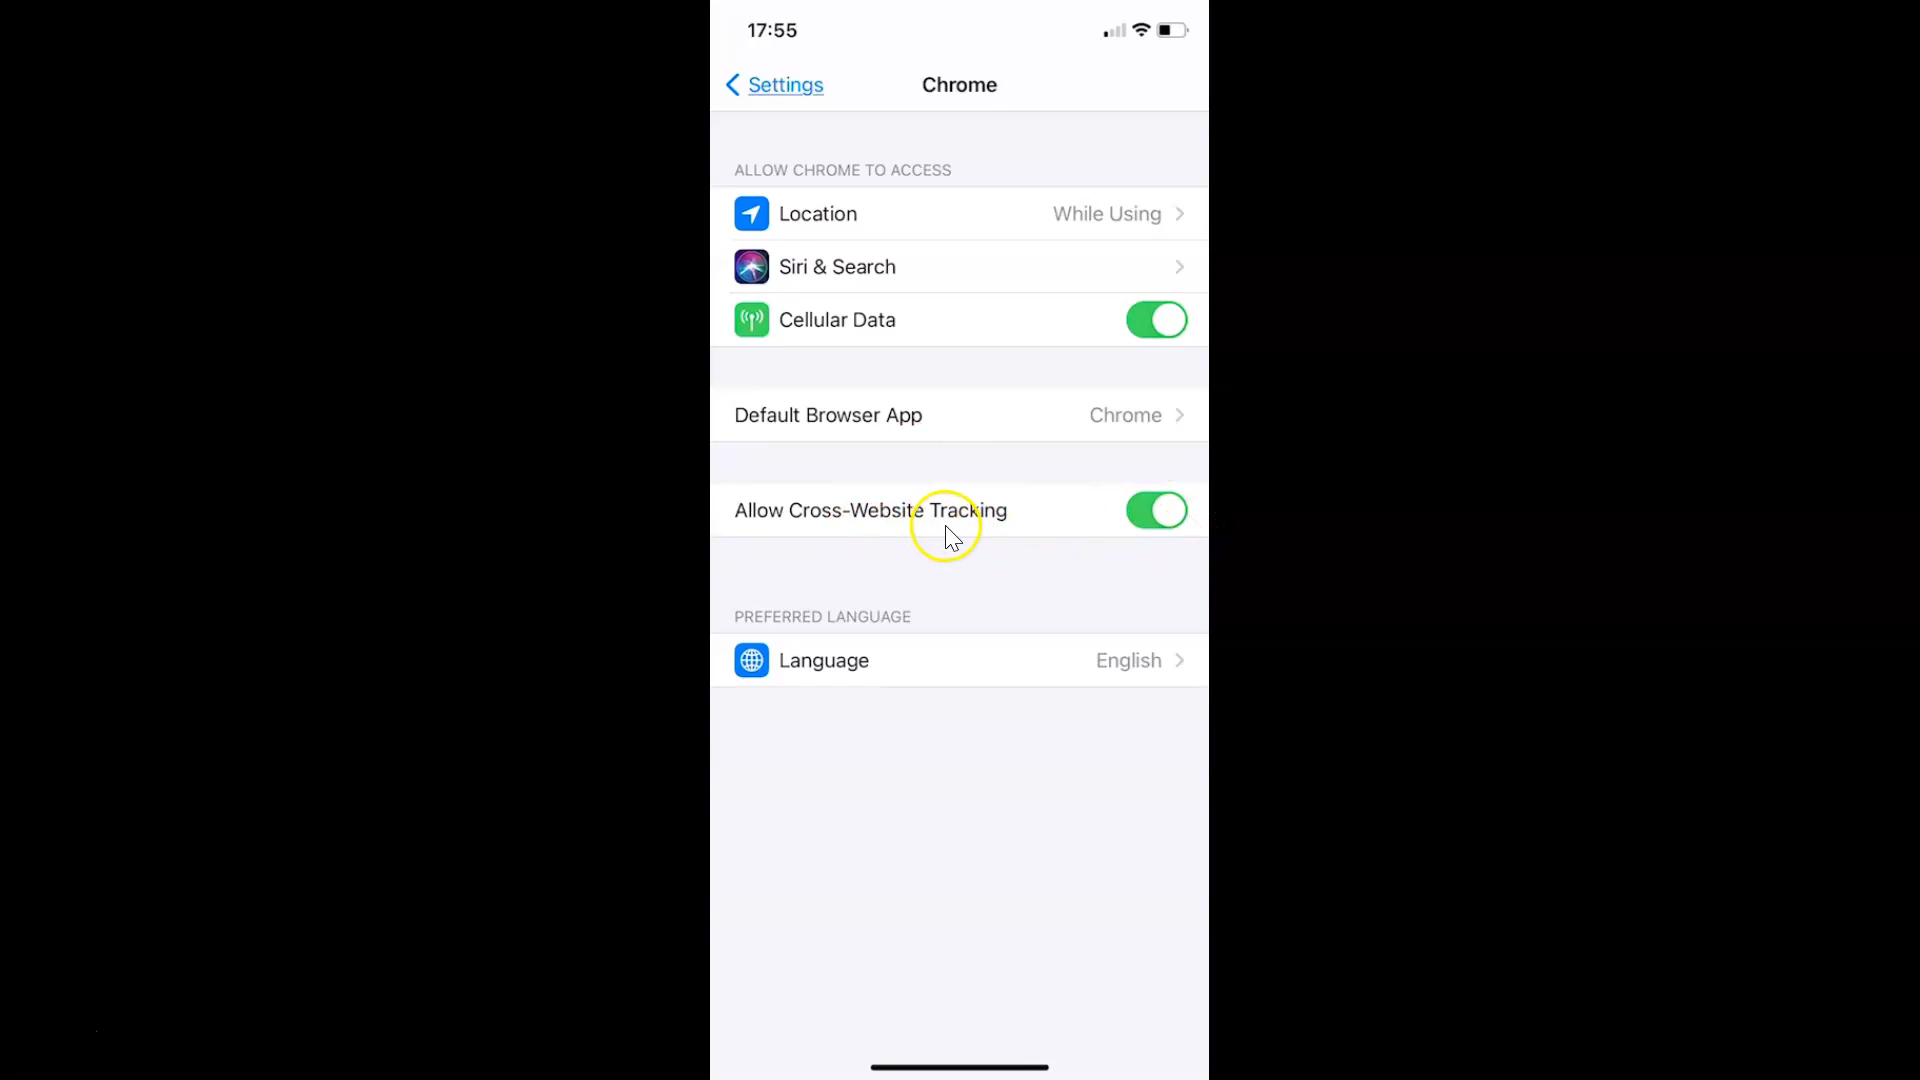 17:55
Settings
Chrome
ALLOW CHROME TO ACCESS
Location While Using
Siri & Search
Cellular Data
Default Browser App Chrome
Allow Cross-Website Tracking
PREFERRED LANGUAGE
Language English